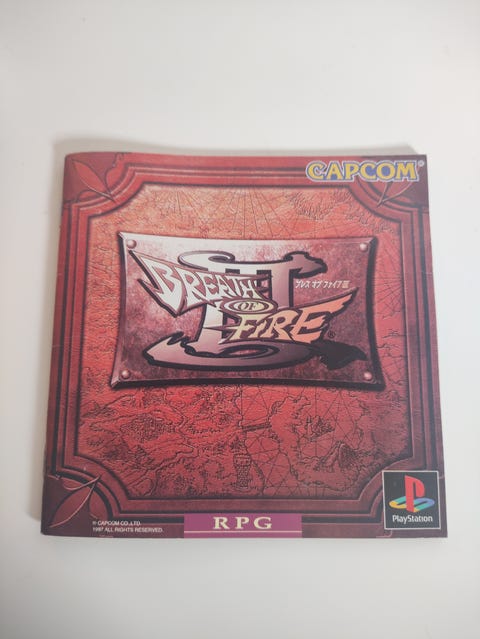 CAPCOM®
BREATH
OF
FIRE
III
ブレス オブ ファイアIII
© CAPCOM CO.,LTD.
1997 ALL RIGHTS RESERVED.
RPG
PlayStation